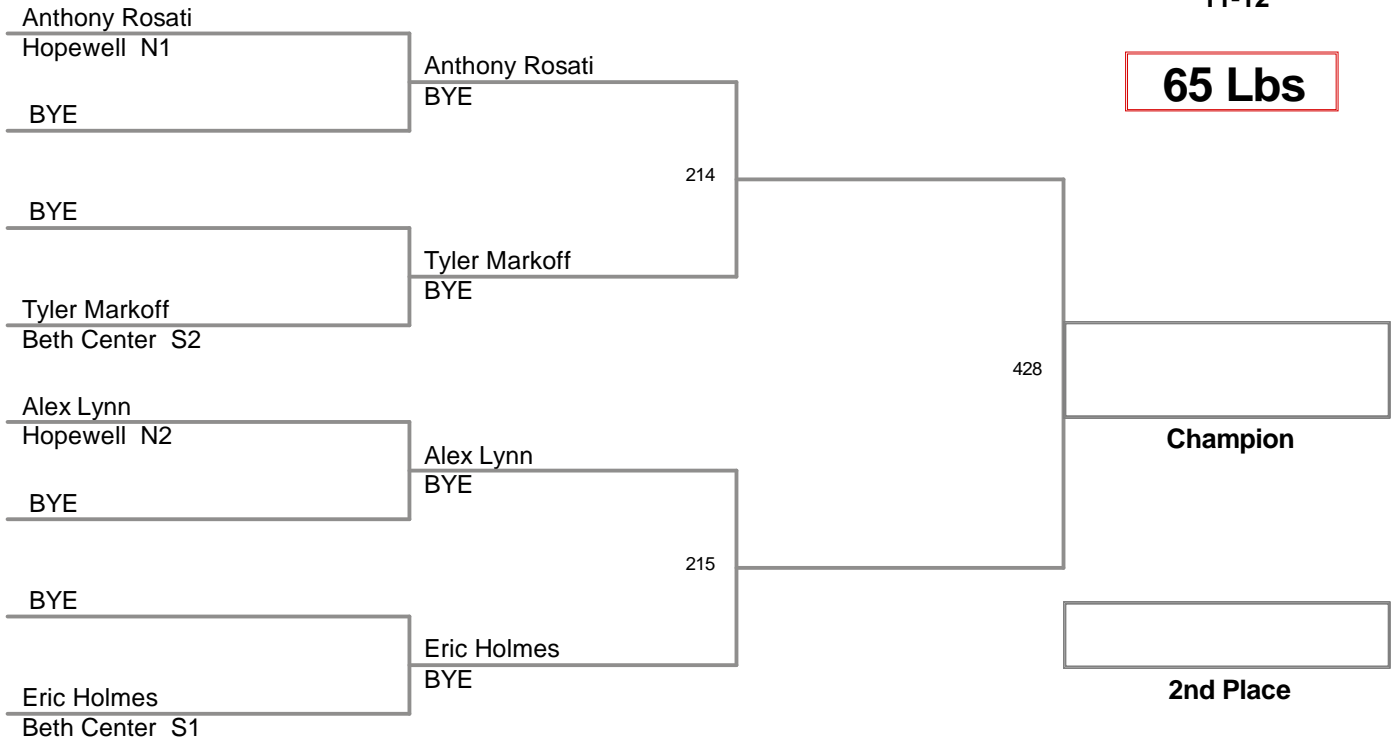 11-12
65 Lbs
Anthony Rosati
Hopewell N1
BYE
BYE
Tyler Markoff
Beth Center S2
Alex Lynn
Hopewell N2
BYE
BYE
Eric Holmes
Beth Center S1
Anthony Rosati
BYE
Tyler Markoff
BYE
Alex Lynn
BYE
Eric Holmes
BYE
214
215
428
Champion
2nd Place